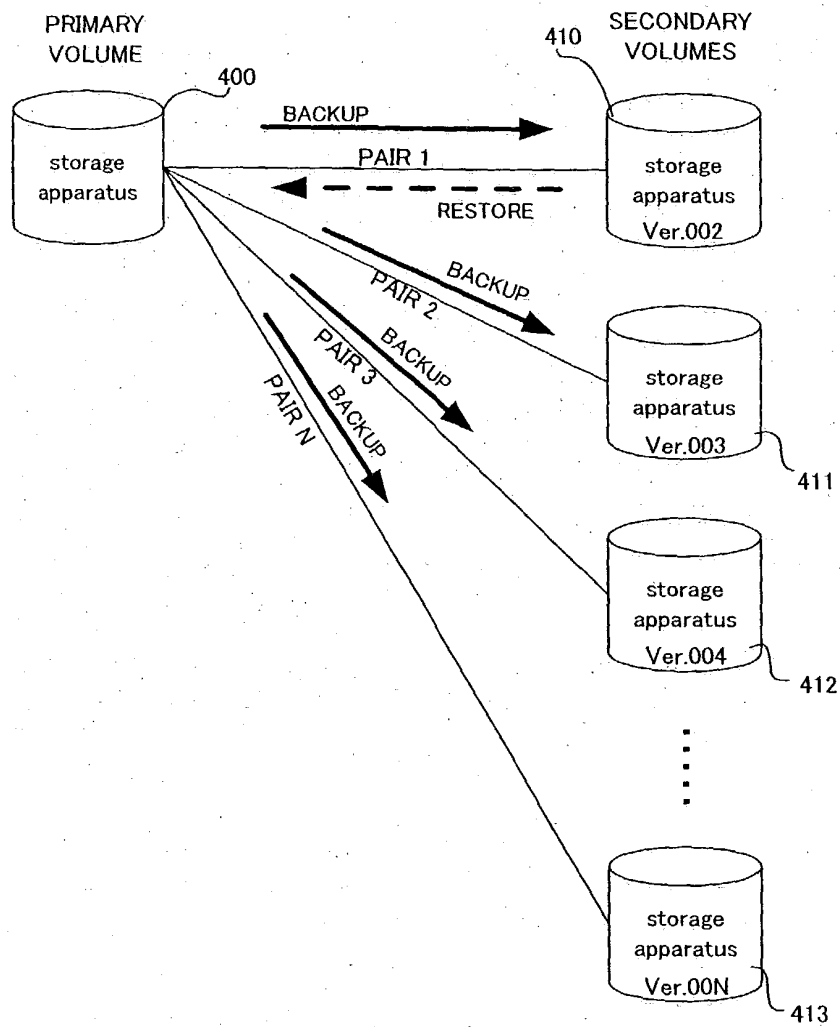 PRIMARY
VOLUME
400
storage
apparatus
SECONDARY
VOLUMES
410
BACKUP
PAIR 1
RESTORE
storage
apparatus
Ver.002
BACKUP
PAIR 2
storage
apparatus
Ver.003
411
BACKUP
PAIR 3
storage
apparatus
Ver.004
412
BACKUP
PAIR N
storage
apparatus
Ver.00N
413